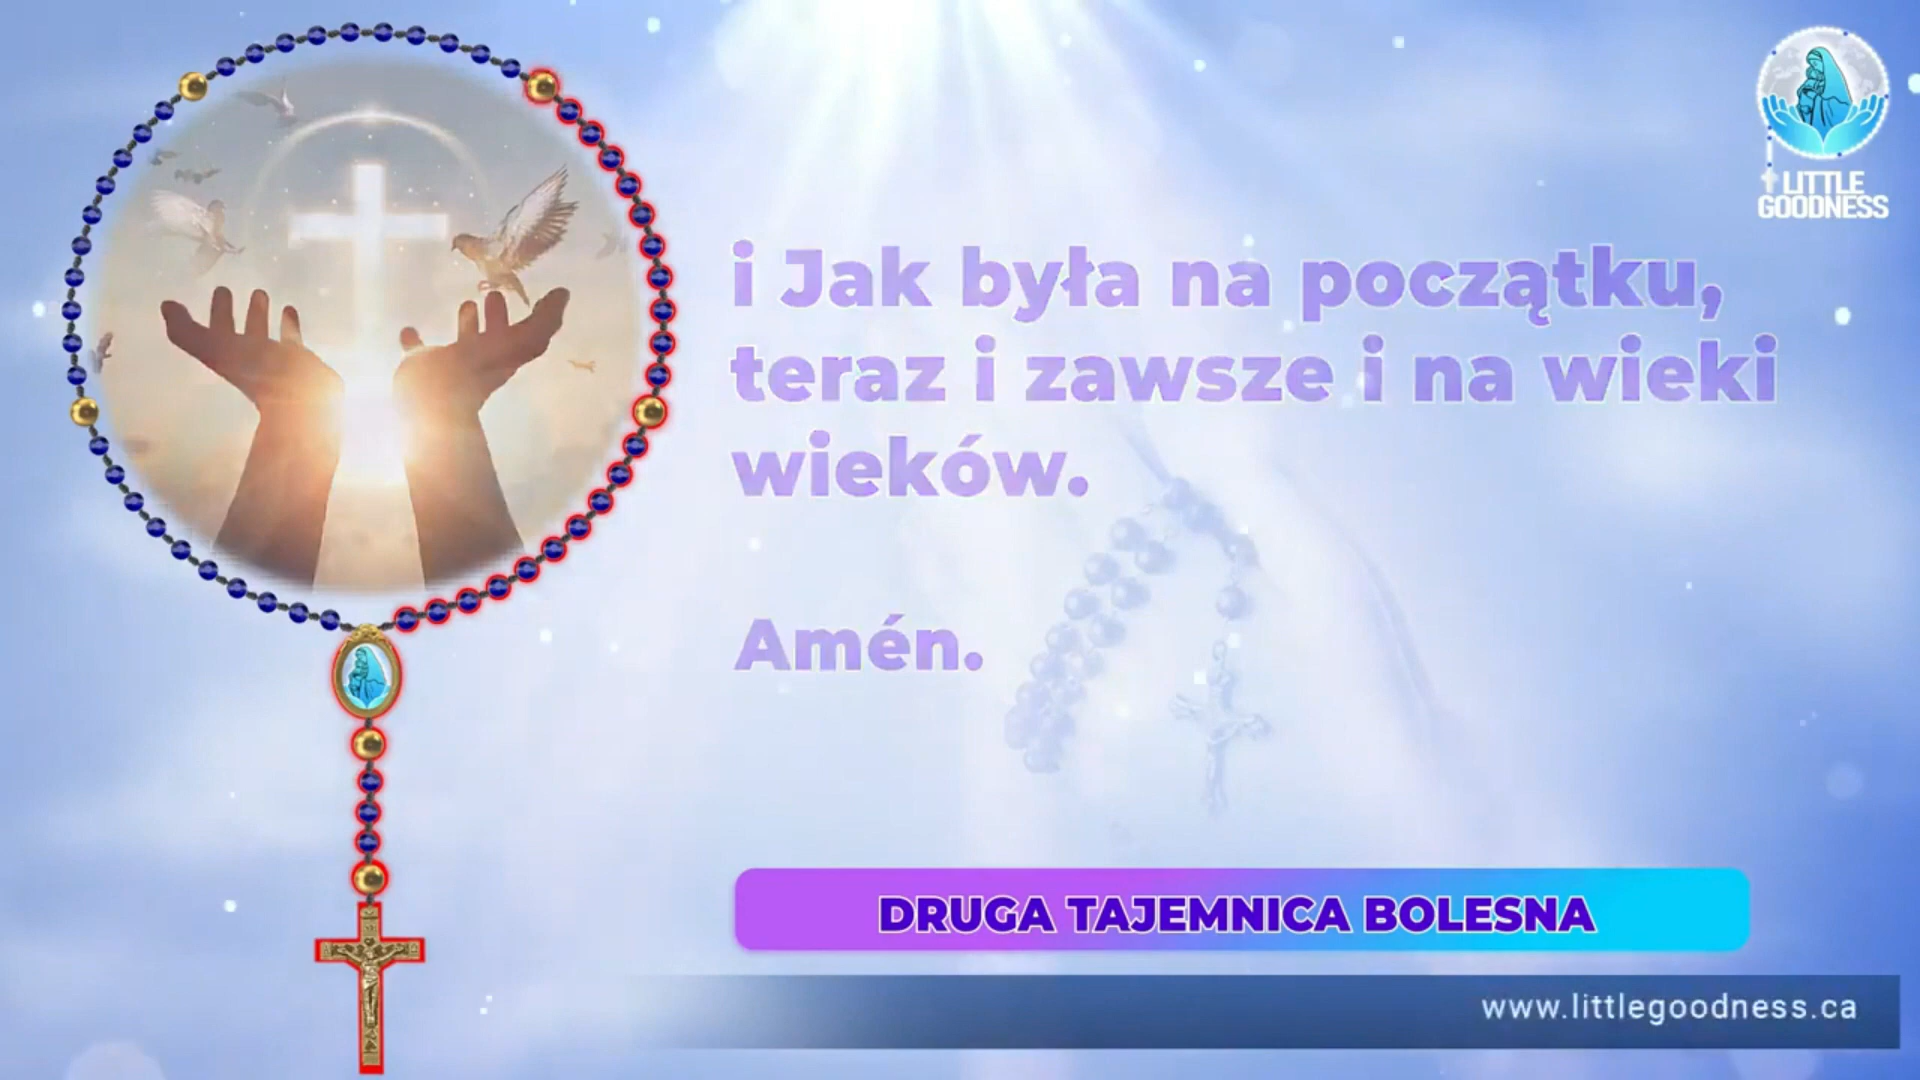 LITTLE
GOODNESS
i Jak była na początku,
teraz i zawsze i na wieki
wieków.
Amén.
DRUGA TAJEMNICA BOLESNA
www.littlegoodness.ca